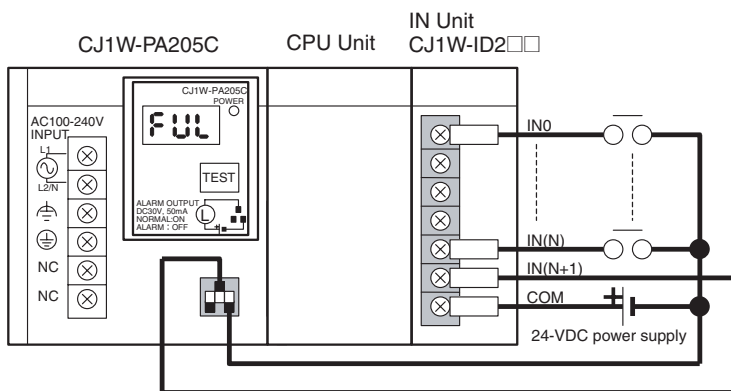 IN Unit
CJ1W-PA205C
CPU Unit
CJ1W-ID2□□
CJ1W-PA205C
POWER
AC100-240V
INPUT
FUL
IN0
L1
TEST
L2/N
ALARM OUTPUT
DC30V, 50mA
NORMAL:ON
ALARM : OFF
L
+
IN(N)
NC
IN(N+1)
NC
COM
+
24-VDC power supply